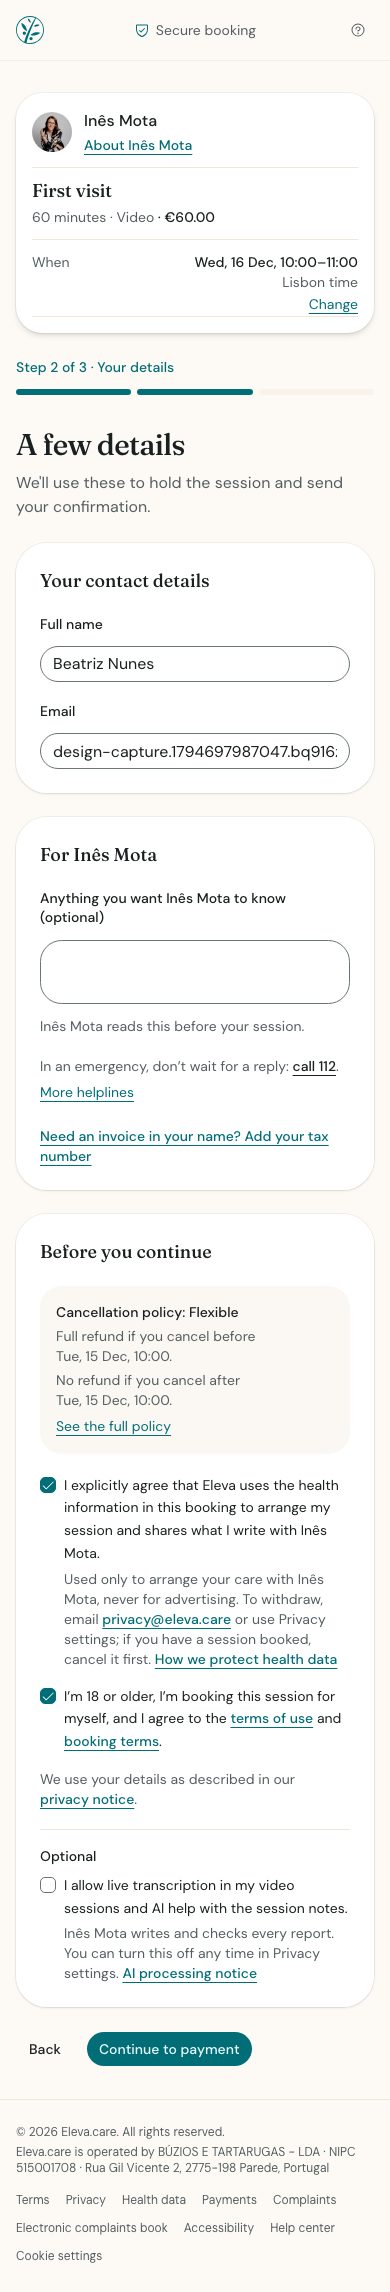 Secure booking
Inês Mota
About Inês Mota
First visit
60 minutes · Video · €60.00
When
Wed, 16 Dec, 10:00–11:00
Lisbon time
Change
Step 2 of 3 · Your details
A few details
We'll use these to hold the session and send
your confirmation.
Your contact details
Full name
Beatriz Nunes
Email
design-capture.1794697987047.bq916
For Inês Mota
Anything you want Inês Mota to know
(optional)
Inês Mota reads this before your session.
In an emergency, don’t wait for a reply: call 112.
More helplines
Need an invoice in your name? Add your tax
number
Before you continue
Cancellation policy: Flexible
Full refund if you cancel before
Tue, 15 Dec, 10:00.
No refund if you cancel after
Tue, 15 Dec, 10:00.
See the full policy
I explicitly agree that Eleva uses the health
information in this booking to arrange my
session and shares what I write with Inês
Mota.
Used only to arrange your care with Inês
Mota, never for advertising. To withdraw,
email privacy@eleva.care or use Privacy
settings; if you have a session booked,
cancel it first. How we protect health data
I’m 18 or older, I’m booking this session for
myself, and I agree to the terms of use and
booking terms.
We use your details as described in our
privacy notice.
Optional
I allow live transcription in my video
sessions and AI help with the session notes.
Inês Mota writes and checks every report.
You can turn this off any time in Privacy
settings. AI processing notice
Back
Continue to payment
© 2026 Eleva.care. All rights reserved.
Eleva.care is operated by BÚZIOS E TARTARUGAS - LDA · NIPC
515001708 · Rua Gil Vicente 2, 2775-198 Parede, Portugal
Terms Privacy Health data Payments Complaints
Electronic complaints book Accessibility Help center
Cookie settings